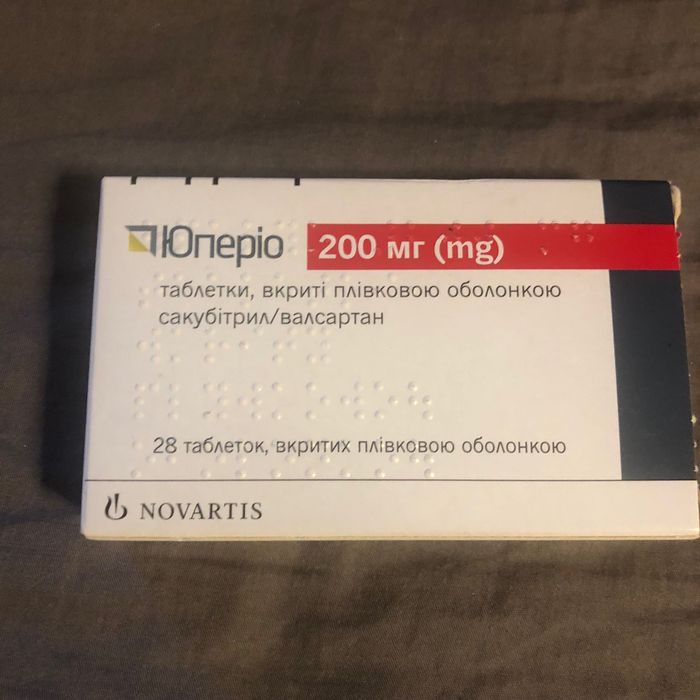 Юперіо 200 мг (mg)
таблетки, вкриті плівковою оболонкою
сакубітрил/валсартан
28 таблеток, вкритих плівковою оболонкою
NOVARTIS